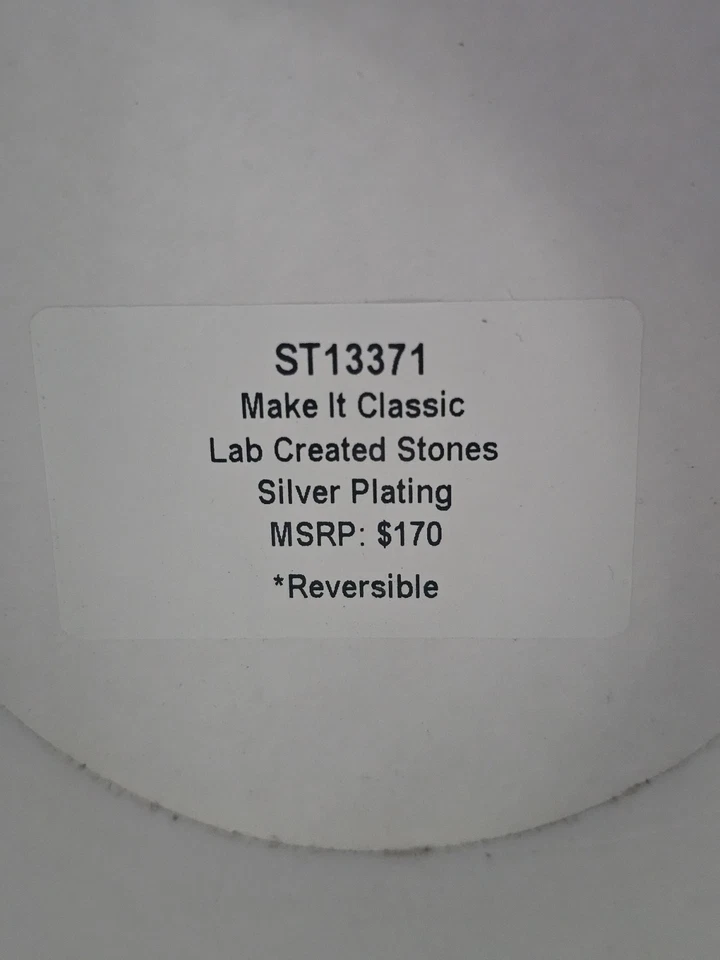 ST13371
Make It Classic
Lab Created Stones
Silver Plating
MSRP: $170
*Reversible